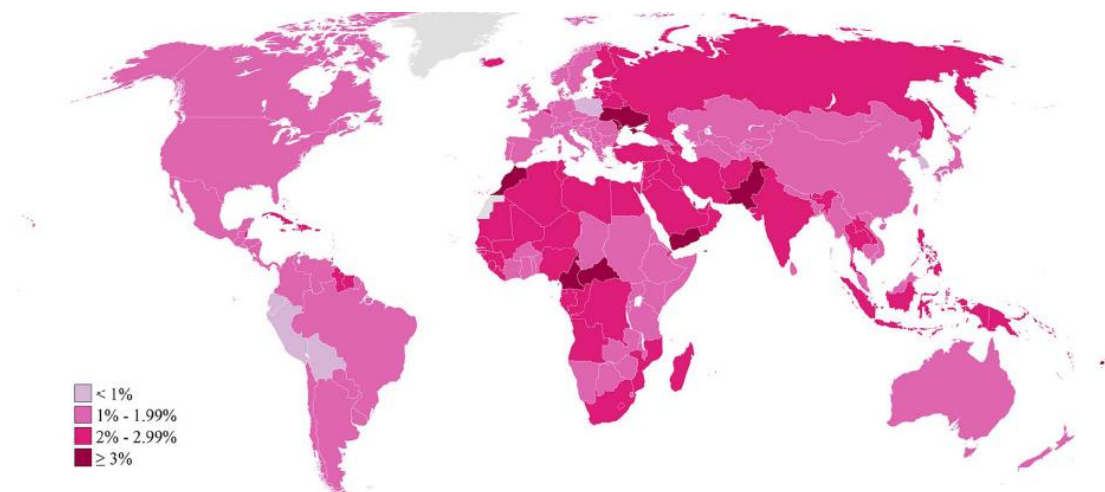 < 1%
1% - 1.99%
2% - 2.99%
≥ 3%